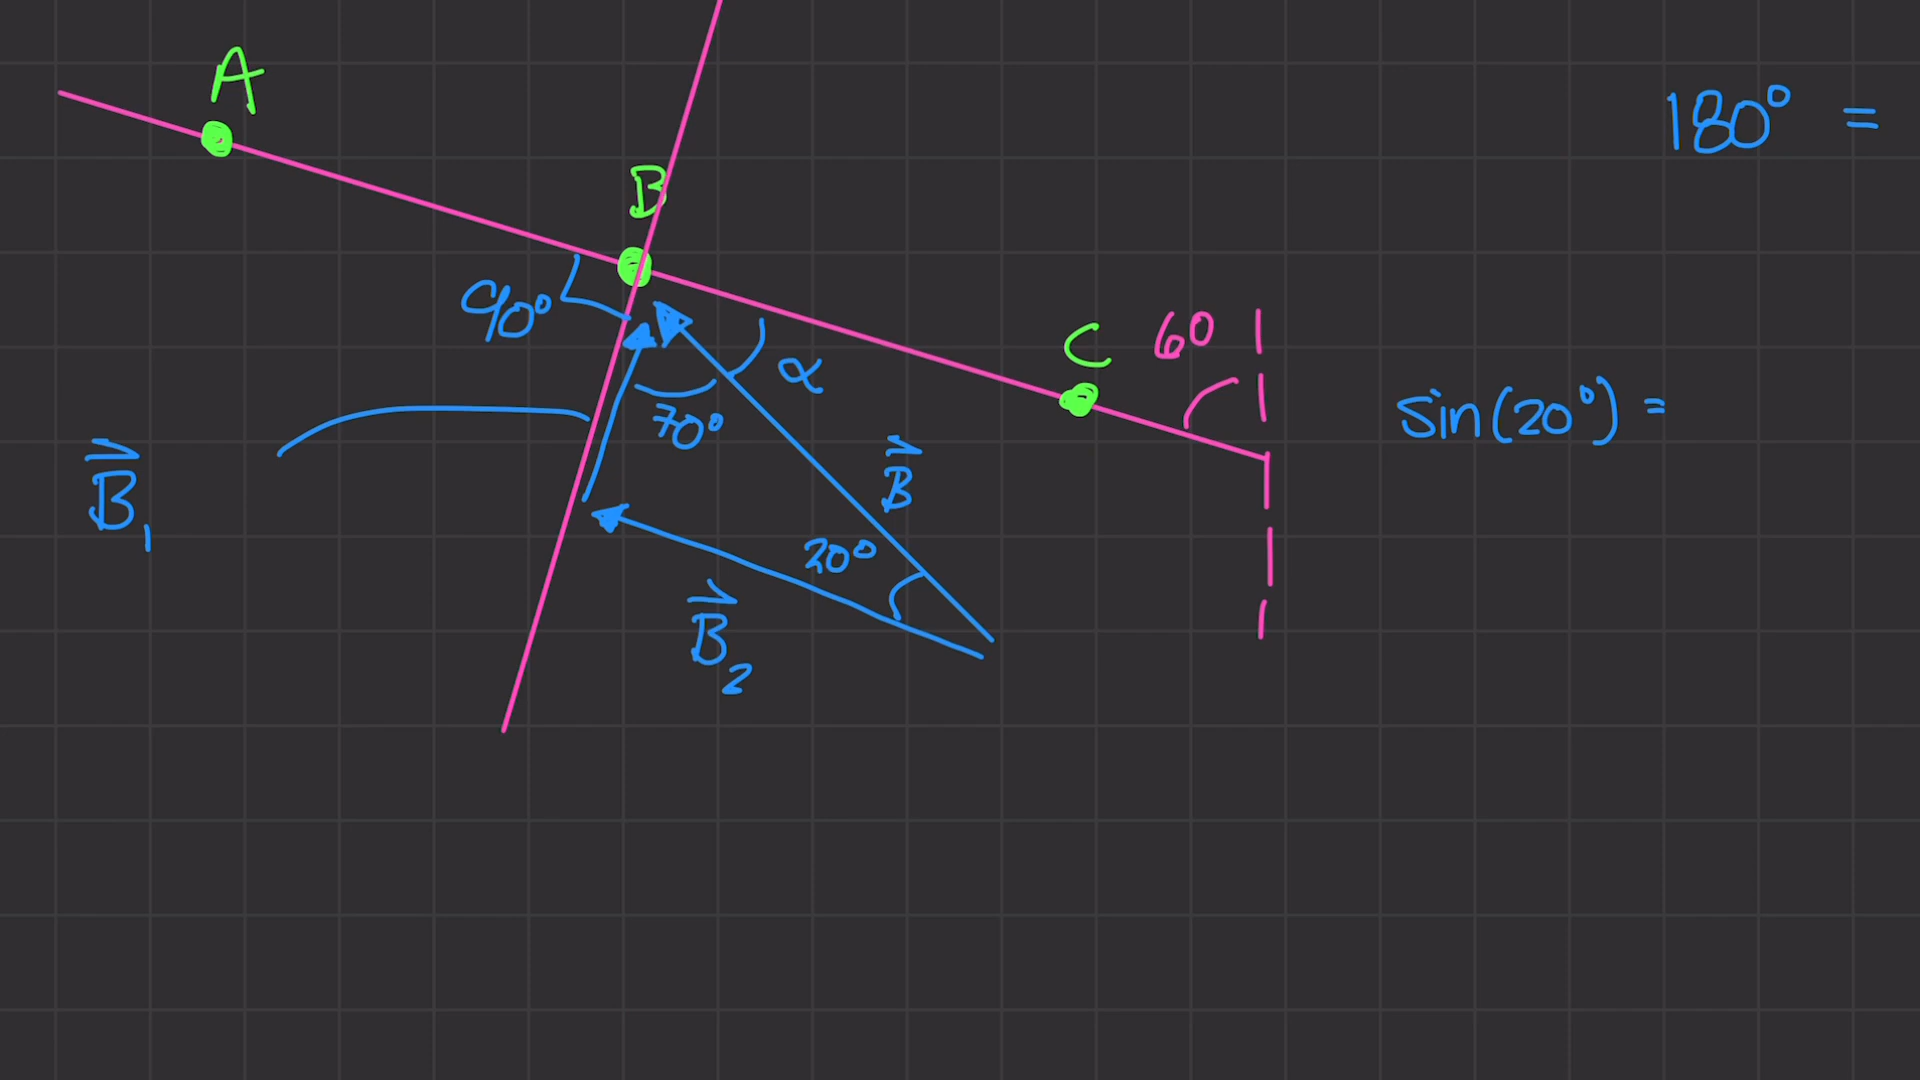 A
180° =
B
90°
C
60
α
sin(20°) =
70°
B⃗₁
B⃗
20°
B⃗₂